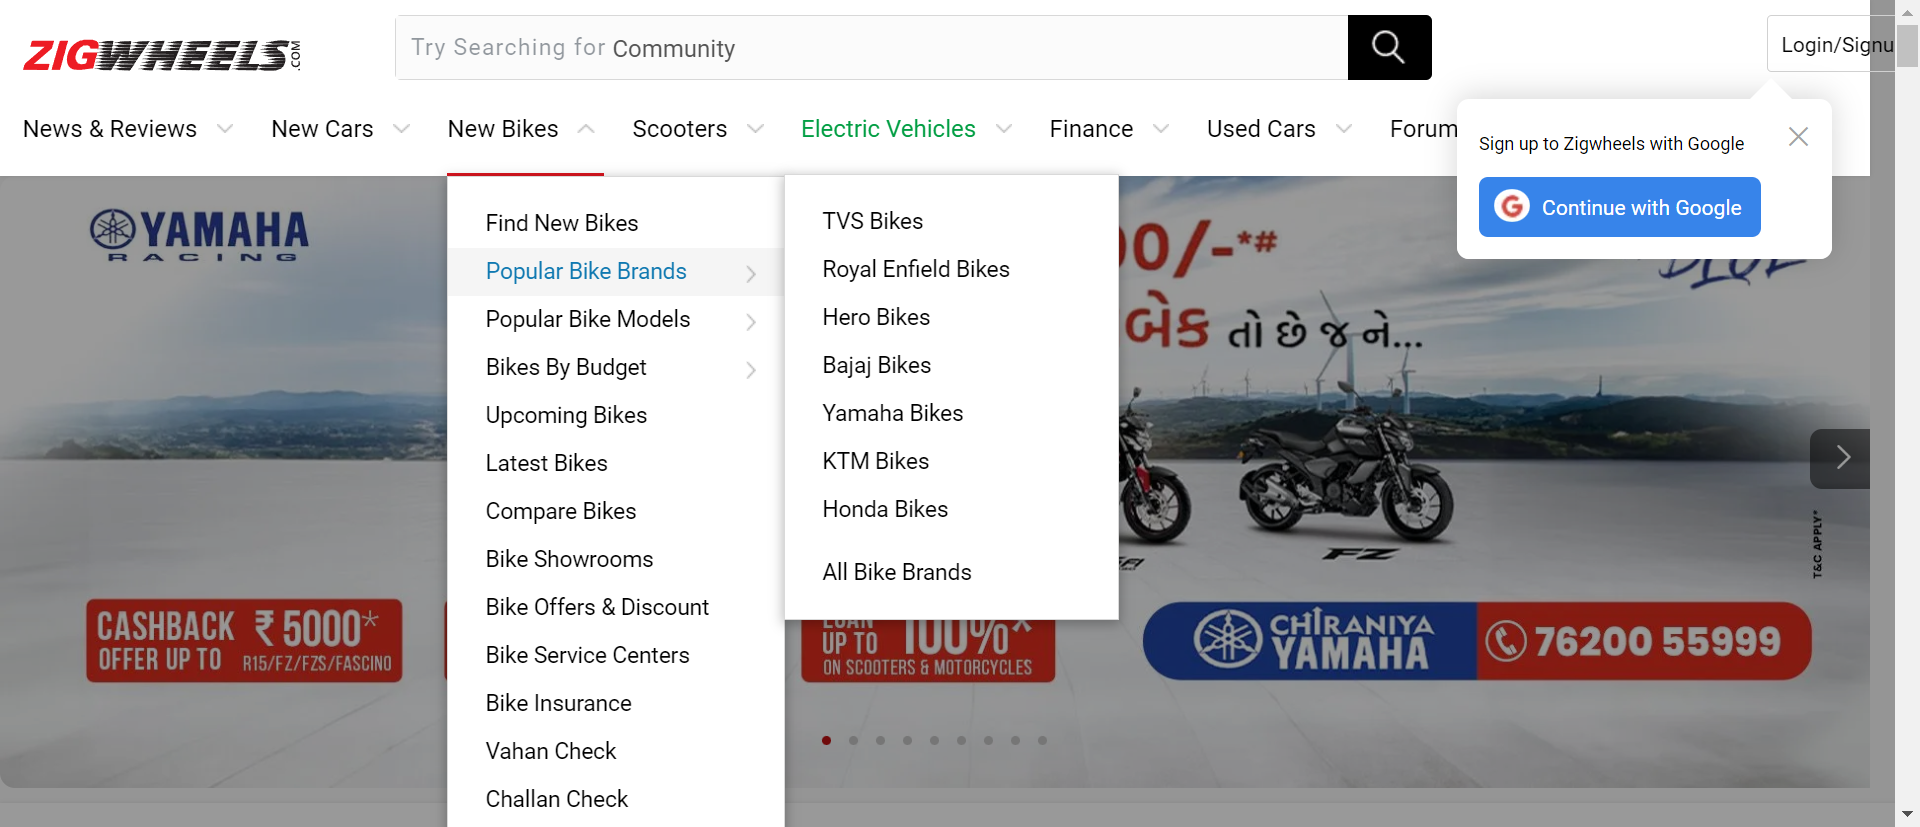 ZIGWHEELS.COM
Try Searching for Community
Login/Signu
News & Reviews New Cars New Bikes Scooters Electric Vehicles Finance Used Cars Forum
Sign up to Zigwheels with Google
Continue with Google
YAMAHA
RACING
Find New Bikes
Popular Bike Brands
Popular Bike Models
Bikes By Budget
Upcoming Bikes
Latest Bikes
Compare Bikes
Bike Showrooms
Bike Offers & Discount
Bike Service Centers
Bike Insurance
Vahan Check
Challan Check
TVS Bikes
Royal Enfield Bikes
Hero Bikes
Bajaj Bikes
Yamaha Bikes
KTM Bikes
Honda Bikes
All Bike Brands
00/-*#
બેક તો છે જ ને...
FZ
T&C APPLY*
CASHBACK ₹ 5000*
OFFER UP TO R15/FZ/FZS/FASCINO
LOAN
UP TO 100%*
ON SCOOTERS & MOTORCYCLES
CHIRANIYA
YAMAHA
76200 55999